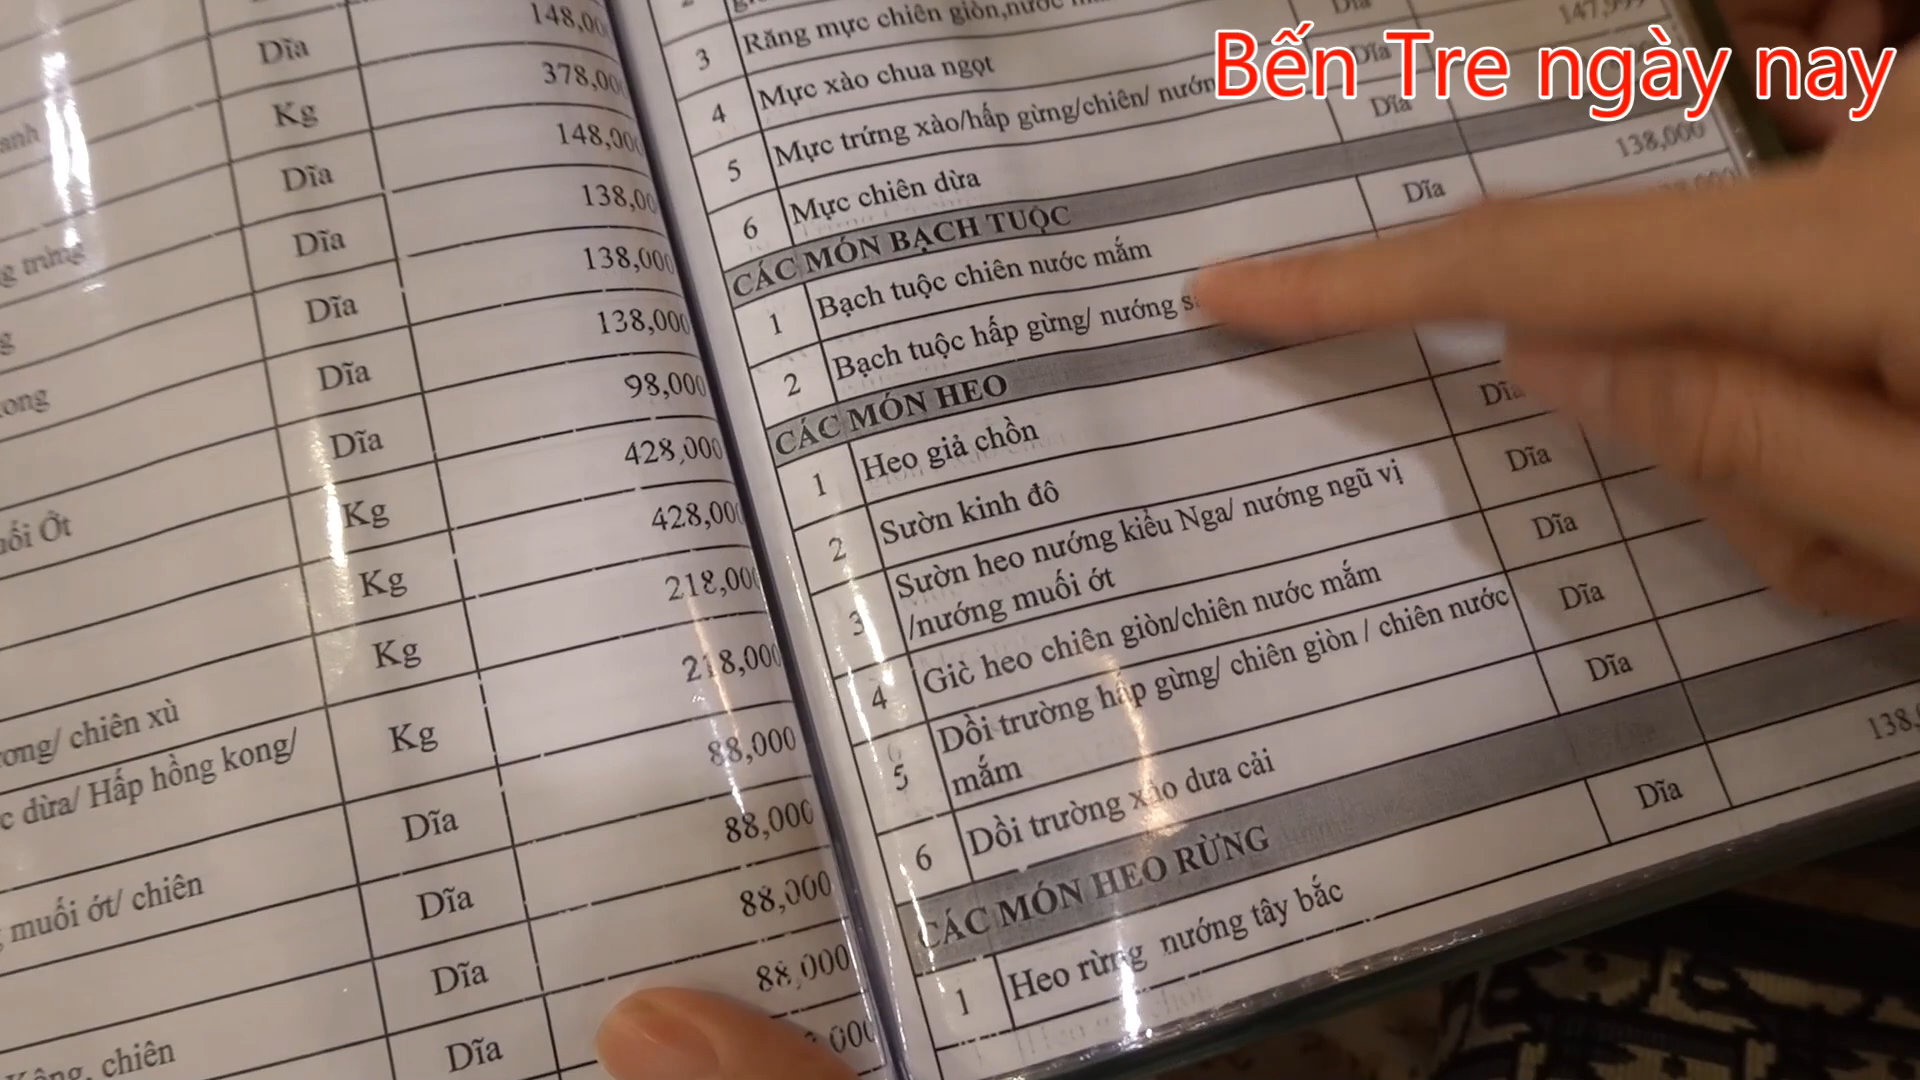 Bến Tre ngày nay
148,00
Dĩa
378,000
Kg
148,000
Dĩa
138,00
Dĩa
138,000
Dĩa
138,000
Dĩa
98,000
Dĩa
428,000
Kg
428,000
Kg
218,000
Kg
218,000
chiên xù
Kg
88,000
dừa/ Hấp hồng kong/
Dĩa
88,000
muối ớt/ chiên
Dĩa
88,000
Dĩa
88,000
chiên
Dĩa
000
3 Răng mực chiên giòn,nước
4 Mực xào chua ngọt Dĩa
5 Mực trứng xào/hấp gừng/chiên/ nướng Dĩa
6 Mực chiên dừa
CÁC MÓN BẠCH TUỘC
1 Bạch tuộc chiên nước mắm Dĩa 138,000
2 Bạch tuộc hấp gừng/ nướng
CÁC MÓN HEO
1 Heo giả chồn Dĩa
2 Sườn kinh đô Dĩa
3 Sườn heo nướng kiểu Nga/ nướng ngũ vị
/nướng muối ớt Dĩa
4 Giò heo chiên giòn/chiên nước mắm Dĩa
5 Dồi trường hấp gừng/ chiên giòn / chiên nước
mắm Dĩa
6 Dồi trường xào dưa cải
CÁC MÓN HEO RỪNG
1 Heo rừng nướng tây bắc Dĩa 138,